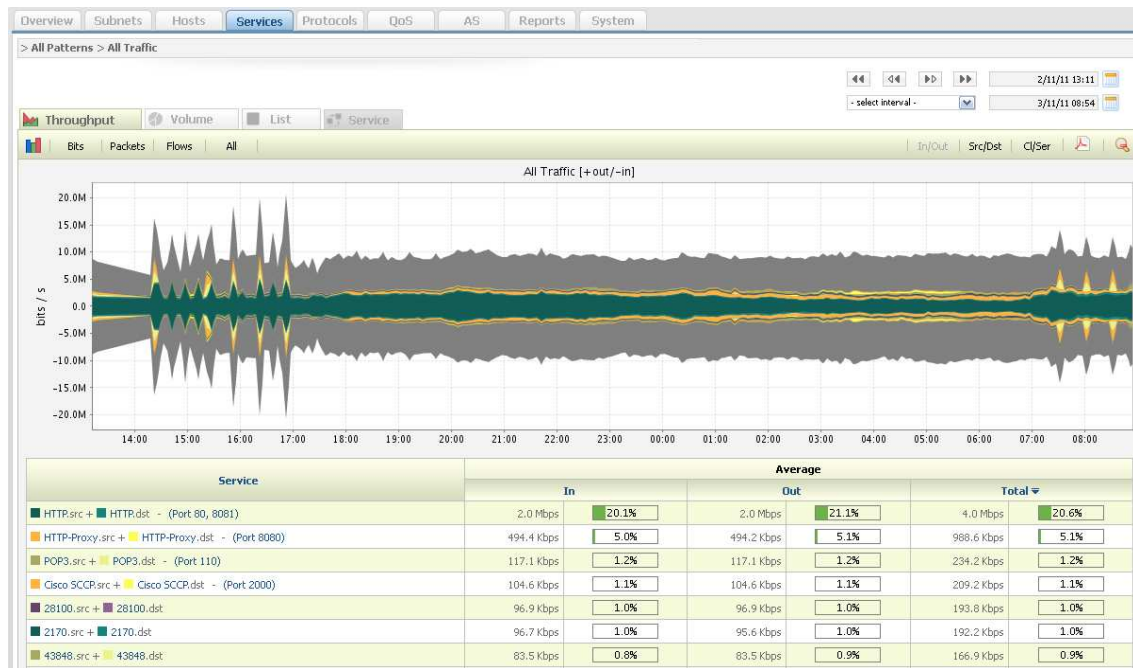 Overview Subnets Hosts Services Protocols QoS AS Reports System
> All Patterns > All Traffic
2/11/11 13:11
- select interval - 3/11/11 08:54
Throughput Volume List Service
Bits Packets Flows All In/Out Src/Dst Cl/Ser
All Traffic [+out/-in]
bits / s
20.0M
15.0M
10.0M
5.0M
0.0
-5.0M
-10.0M
-15.0M
-20.0M
14:00 15:00 16:00 17:00 18:00 19:00 20:00 21:00 22:00 23:00 00:00 01:00 02:00 03:00 04:00 05:00 06:00 07:00 08:00
Service Average
In Out Total
HTTP.src + HTTP.dst - (Port 80, 8081) 2.0 Mbps 20.1% 2.0 Mbps 21.1% 4.0 Mbps 20.6%
HTTP-Proxy.src + HTTP-Proxy.dst - (Port 8080) 494.4 Kbps 5.0% 494.2 Kbps 5.1% 988.6 Kbps 5.1%
POP3.src + POP3.dst - (Port 110) 117.1 Kbps 1.2% 117.1 Kbps 1.2% 234.2 Kbps 1.2%
Cisco SCCP.src + Cisco SCCP.dst - (Port 2000) 104.6 Kbps 1.1% 104.6 Kbps 1.1% 209.2 Kbps 1.1%
28100.src + 28100.dst 96.9 Kbps 1.0% 96.9 Kbps 1.0% 193.8 Kbps 1.0%
2170.src + 2170.dst 96.7 Kbps 1.0% 95.6 Kbps 1.0% 192.2 Kbps 1.0%
43848.src + 43848.dst 83.5 Kbps 0.8% 83.5 Kbps 0.9% 166.9 Kbps 0.9%